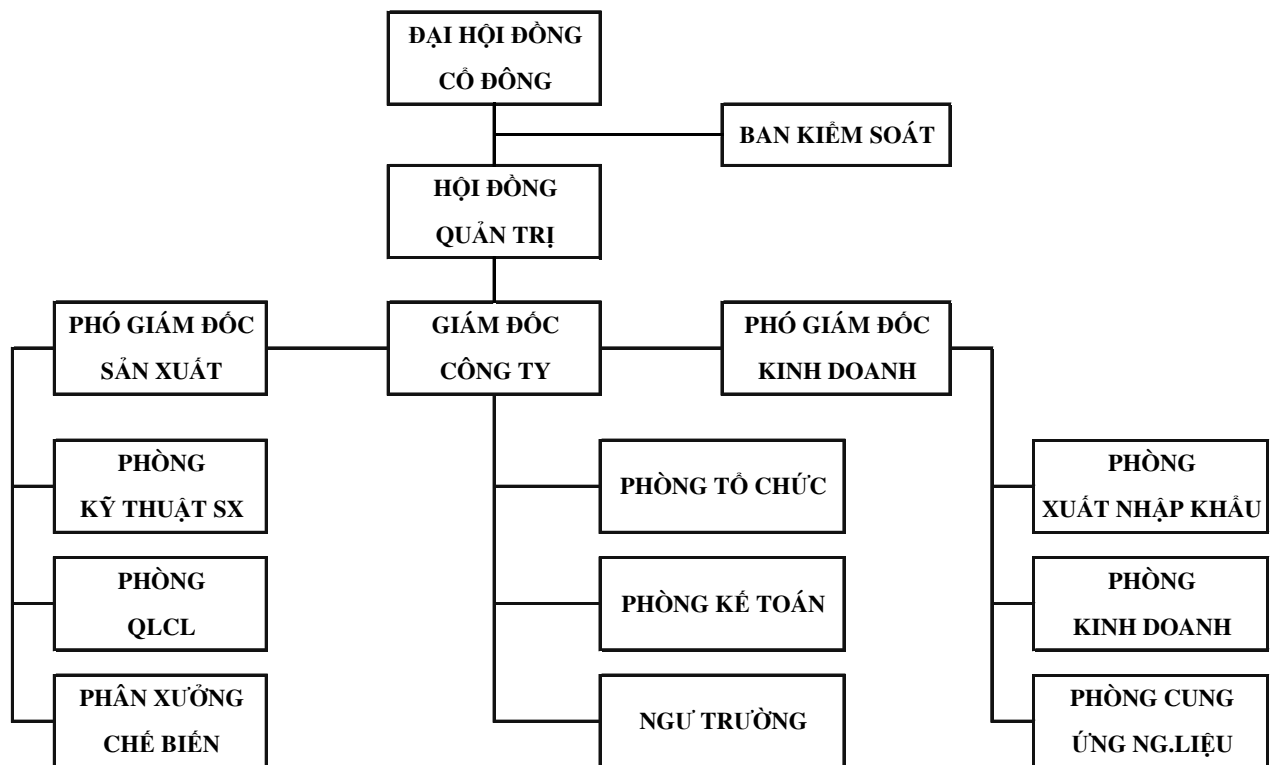 ĐẠI HỘI ĐỒNG
CỔ ĐÔNG
BAN KIỂM SOÁT
HỘI ĐỒNG
QUẢN TRỊ
PHÓ GIÁM ĐỐC
SẢN XUẤT
GIÁM ĐỐC
CÔNG TY
PHÓ GIÁM ĐỐC
KINH DOANH
PHÒNG
KỸ THUẬT SX
PHÒNG TỔ CHỨC
PHÒNG
XUẤT NHẬP KHẨU
PHÒNG
QLCL
PHÒNG KẾ TOÁN
PHÒNG
KINH DOANH
PHÂN XƯỞNG
CHẾ BIẾN
NGƯ TRƯỜNG
PHÒNG CUNG
ỨNG NG.LIỆU